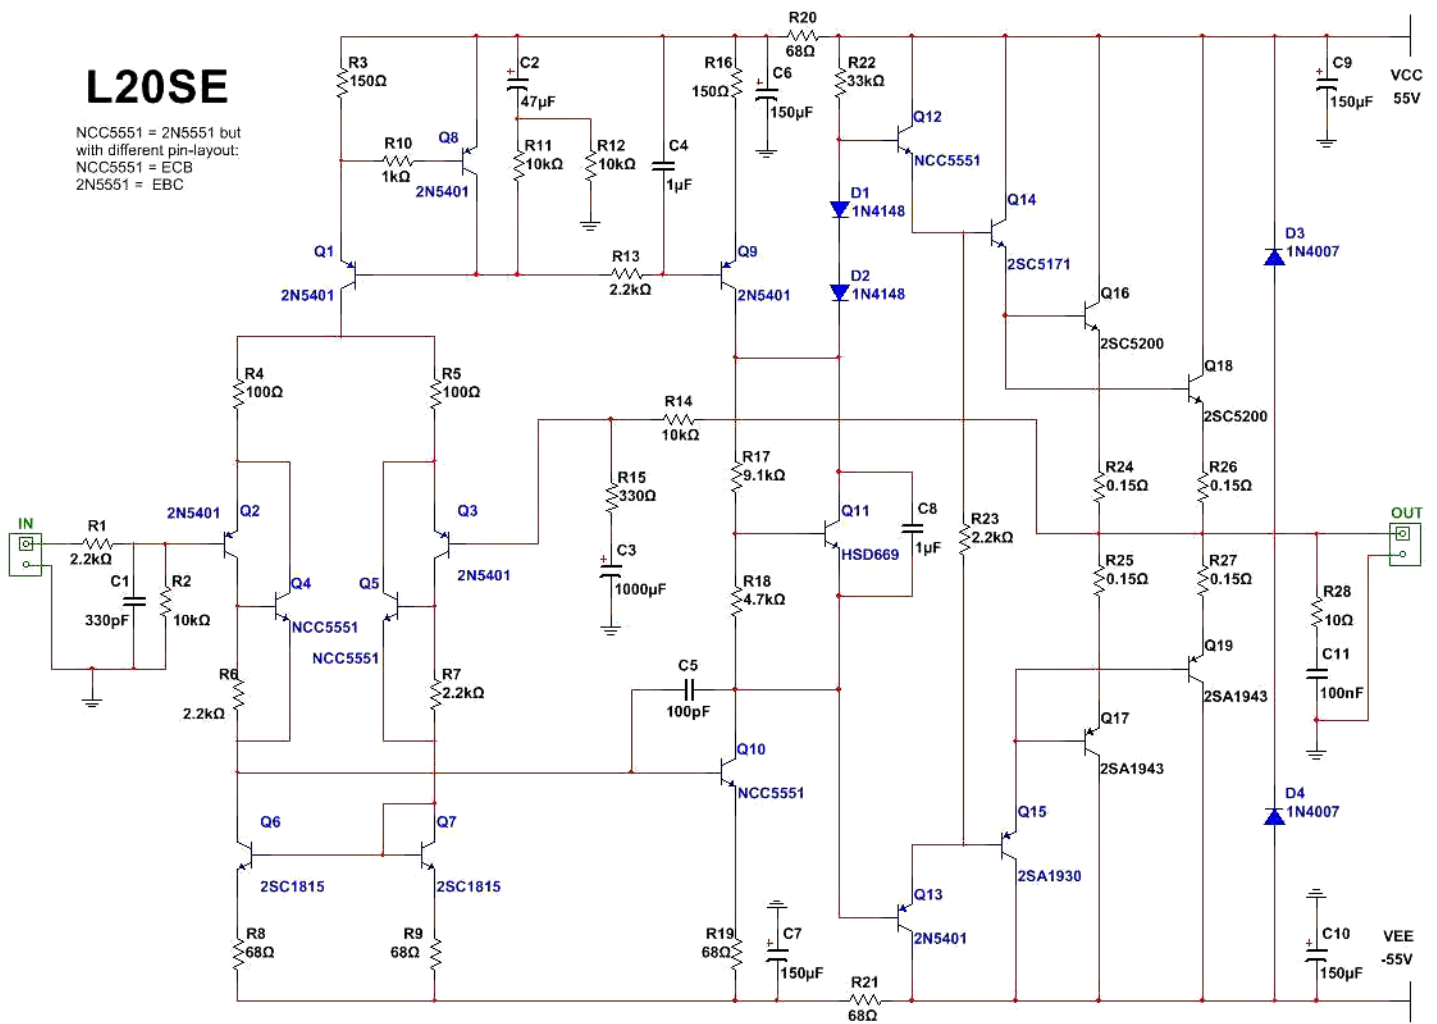 L20SE
NCC5551 = 2N5551 but
with different pin-layout:
NCC5551 = ECB
2N5551 = EBC
R3
150Ω
R10
1kΩ
Q8
2N5401
C2
+
47µF
R11
10kΩ
R12
10kΩ
C4
1µF
R16
150Ω
C6
+
150µF
R20
68Ω
R22
33kΩ
Q12
NCC5551
D1
1N4148
D2
1N4148
Q14
2SC5171
Q16
2SC5200
Q18
2SC5200
D3
1N4007
C9
+
150µF
VCC
55V
Q1
2N5401
R13
2.2kΩ
Q9
2N5401
R4
100Ω
R5
100Ω
R14
10kΩ
R15
330Ω
C3
+
1000µF
R17
9.1kΩ
Q11
HSD669
C8
1µF
R23
2.2kΩ
R24
0.15Ω
R26
0.15Ω
R25
0.15Ω
R27
0.15Ω
OUT
IN
R1
2.2kΩ
C1
330pF
R2
10kΩ
2N5401
Q2
Q3
2N5401
Q4
NCC5551
Q5
NCC5551
R6
2.2kΩ
R7
2.2kΩ
R18
4.7kΩ
C5
100pF
Q10
NCC5551
R28
10Ω
C11
100nF
Q19
2SA1943
Q17
2SA1943
Q15
2SA1930
Q13
2N5401
D4
1N4007
Q6
2SC1815
Q7
2SC1815
R8
68Ω
R9
68Ω
R19
68Ω
C7
+
150µF
R21
68Ω
C10
+
150µF
VEE
-55V